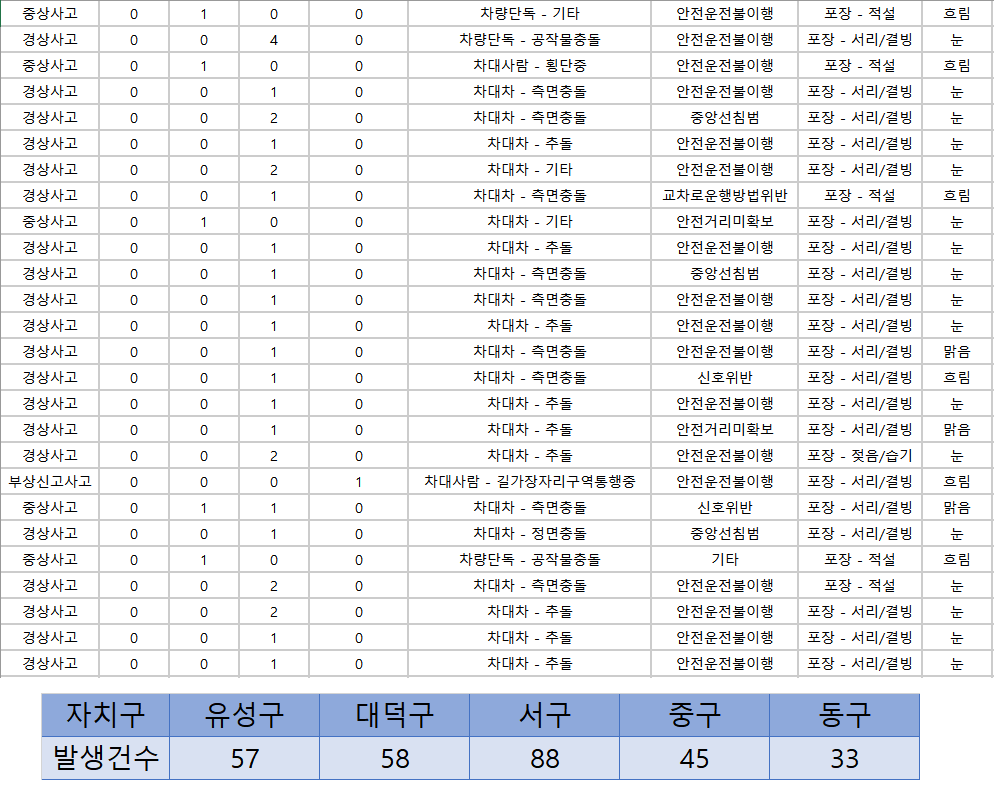 중상사고 0 1 0 0 차량단독 - 기타 안전운전불이행 포장 - 적설 흐림
경상사고 0 0 4 0 차량단독 - 공작물충돌 안전운전불이행 포장 - 서리/결빙 눈
중상사고 0 1 0 0 차대사람 - 횡단중 안전운전불이행 포장 - 적설 흐림
경상사고 0 0 1 0 차대차 - 측면충돌 안전운전불이행 포장 - 서리/결빙 눈
경상사고 0 0 2 0 차대차 - 측면충돌 중앙선침범 포장 - 서리/결빙 눈
경상사고 0 0 1 0 차대차 - 추돌 안전운전불이행 포장 - 서리/결빙 눈
경상사고 0 0 2 0 차대차 - 기타 안전운전불이행 포장 - 서리/결빙 눈
경상사고 0 0 1 0 차대차 - 측면충돌 교차로운행방법위반 포장 - 적설 흐림
중상사고 0 1 0 0 차대차 - 기타 안전거리미확보 포장 - 서리/결빙 눈
경상사고 0 0 1 0 차대차 - 추돌 안전운전불이행 포장 - 서리/결빙 눈
경상사고 0 0 1 0 차대차 - 측면충돌 중앙선침범 포장 - 서리/결빙 눈
경상사고 0 0 1 0 차대차 - 측면충돌 안전운전불이행 포장 - 서리/결빙 눈
경상사고 0 0 1 0 차대차 - 추돌 안전운전불이행 포장 - 서리/결빙 눈
경상사고 0 0 1 0 차대차 - 측면충돌 안전운전불이행 포장 - 서리/결빙 맑음
경상사고 0 0 1 0 차대차 - 측면충돌 신호위반 포장 - 서리/결빙 흐림
경상사고 0 0 1 0 차대차 - 추돌 안전운전불이행 포장 - 서리/결빙 눈
경상사고 0 0 1 0 차대차 - 추돌 안전거리미확보 포장 - 서리/결빙 맑음
경상사고 0 0 2 0 차대차 - 추돌 안전운전불이행 포장 - 젖음/습기 눈
부상신고사고 0 0 0 1 차대사람 - 길가장자리구역통행중 안전운전불이행 포장 - 서리/결빙 흐림
중상사고 0 1 1 0 차대차 - 측면충돌 신호위반 포장 - 서리/결빙 맑음
경상사고 0 0 1 0 차대차 - 정면충돌 중앙선침범 포장 - 서리/결빙 눈
중상사고 0 1 0 0 차량단독 - 공작물충돌 기타 포장 - 적설 흐림
경상사고 0 0 2 0 차대차 - 측면충돌 안전운전불이행 포장 - 적설 눈
경상사고 0 0 2 0 차대차 - 추돌 안전운전불이행 포장 - 서리/결빙 눈
경상사고 0 0 1 0 차대차 - 추돌 안전운전불이행 포장 - 서리/결빙 눈
경상사고 0 0 1 0 차대차 - 추돌 안전운전불이행 포장 - 서리/결빙 눈
자치구 유성구 대덕구 서구 중구 동구
발생건수 57 58 88 45 33